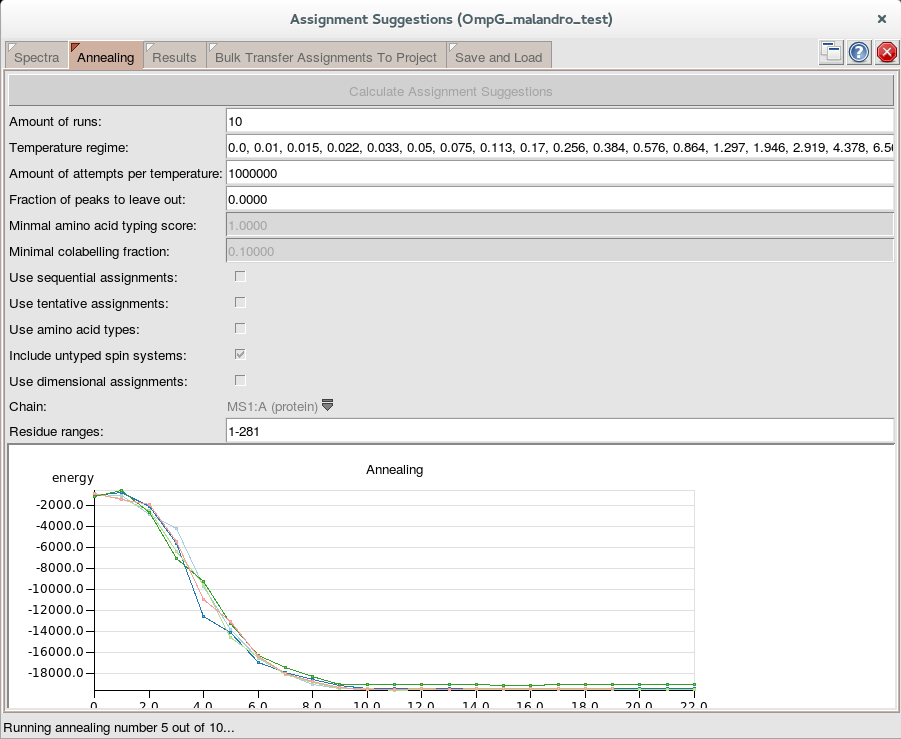 Assignment Suggestions (OmpG_malandro_test)
Spectra Annealing Results Bulk Transfer Assignments To Project Save and Load
Calculate Assignment Suggestions
Amount of runs: 10
Temperature regime: 0.0, 0.01, 0.015, 0.022, 0.033, 0.05, 0.075, 0.113, 0.17, 0.256, 0.384, 0.576, 0.864, 1.297, 1.946, 2.919, 4.378,
Amount of attempts per temperature: 1000000
Fraction of peaks to leave out: 0.0000
Minmal amino acid typing score: 1.0000
Minimal colabelling fraction: 0.10000
Use sequential assignments:
Use tentative assignments:
Use amino acid types:
Include untyped spin systems:
Use dimensional assignments:
Chain: MS1:A (protein)
Residue ranges: 1-281
Annealing
energy
-2000.0
-4000.0
-6000.0
-8000.0
-10000.0
-12000.0
-14000.0
-16000.0
-18000.0
0 2.0 4.0 6.0 8.0 10.0 12.0 14.0 16.0 18.0 20.0 22.0
Running annealing number 5 out of 10...